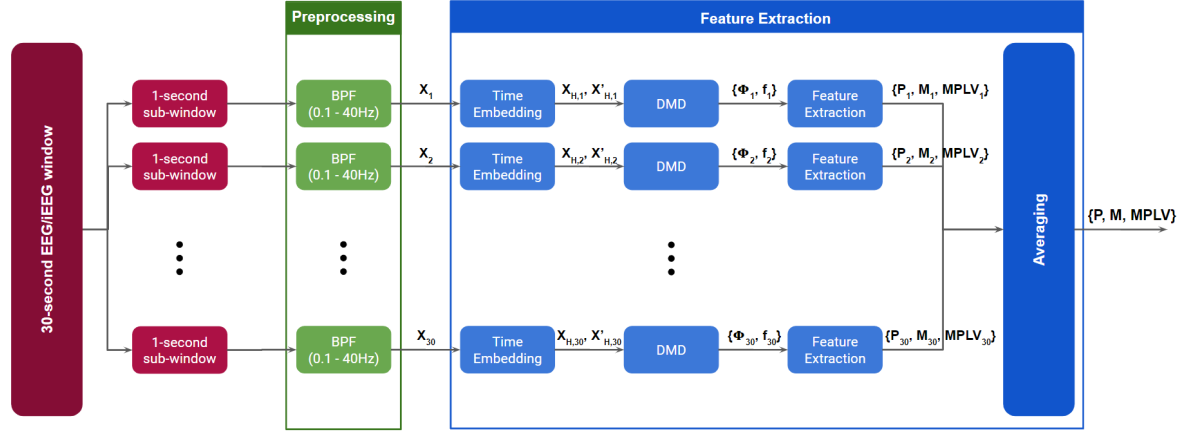 Preprocessing
Feature Extraction
30-second EEG/iEEG window
1-second
sub-window
BPF
(0.1 - 40Hz)
X1
Time
Embedding
XH,1, X'H,1
DMD
{Φ1, f1}
Feature
Extraction
{P1, M1, MPLV1}
1-second
sub-window
BPF
(0.1 - 40Hz)
X2
Time
Embedding
XH,2, X'H,2
DMD
{Φ2, f2}
Feature
Extraction
{P2, M2, MPLV2}
Averaging
{P, M, MPLV}
1-second
sub-window
BPF
(0.1 - 40Hz)
X30
Time
Embedding
XH,30, X'H,30
DMD
{Φ30, f30}
Feature
Extraction
{P30, M30, MPLV30}